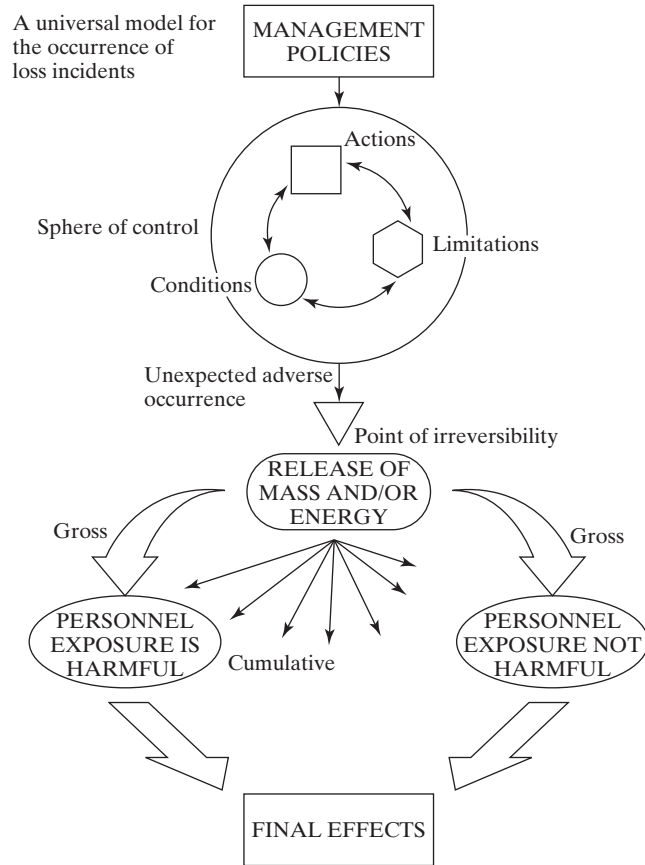 A universal model for
the occurrence of
loss incidents
MANAGEMENT
POLICIES
Actions
Sphere of control
Limitations
Conditions
Unexpected adverse
occurrence
Point of irreversibility
RELEASE OF
MASS AND/OR
ENERGY
Gross
Gross
PERSONNEL
EXPOSURE IS
HARMFUL
Cumulative
PERSONNEL
EXPOSURE NOT
HARMFUL
FINAL EFFECTS